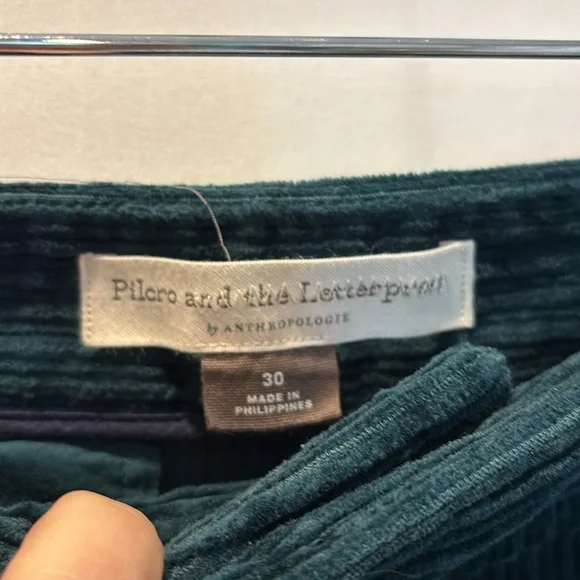 Pilcro and the Letterpress
by ANTHROPOLOGIE
30
MADE IN
PHILIPPINES